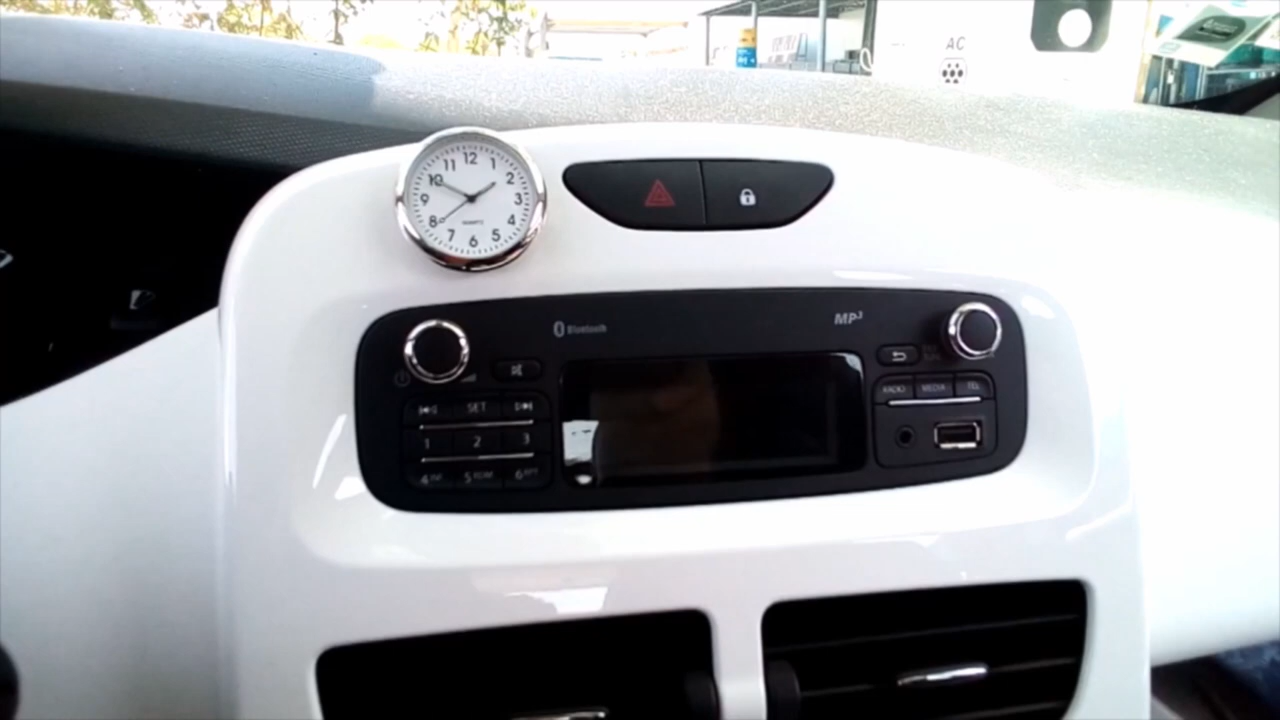 AC
12
11 1
10 2
9 3
8 4
7 5
6
QUARTZ
Bluetooth
MP3
SET
RADIO MEDIA TEL
1 2 3
4 5 6 RPT